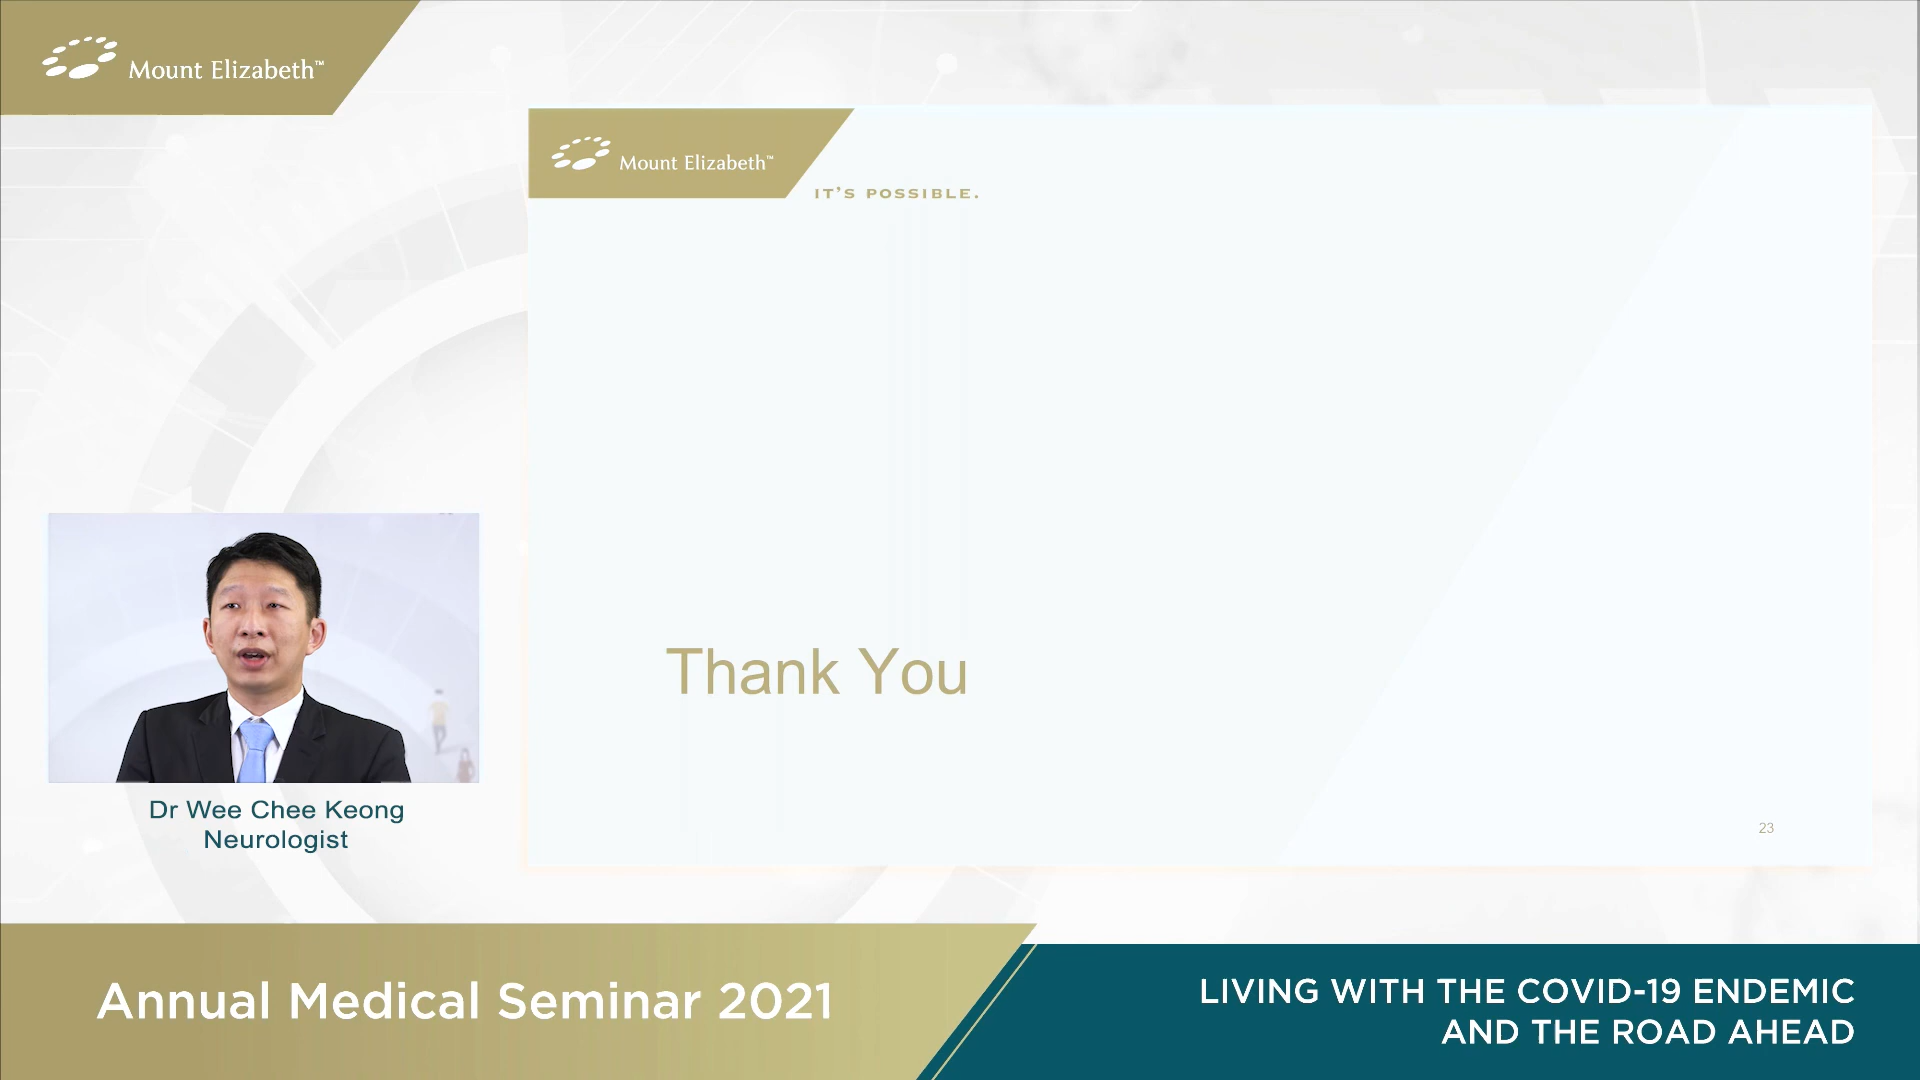 Mount Elizabeth™
Mount Elizabeth™
IT'S POSSIBLE.
Thank You
23
Dr Wee Chee Keong
Neurologist
Annual Medical Seminar 2021
LIVING WITH THE COVID-19 ENDEMIC
AND THE ROAD AHEAD